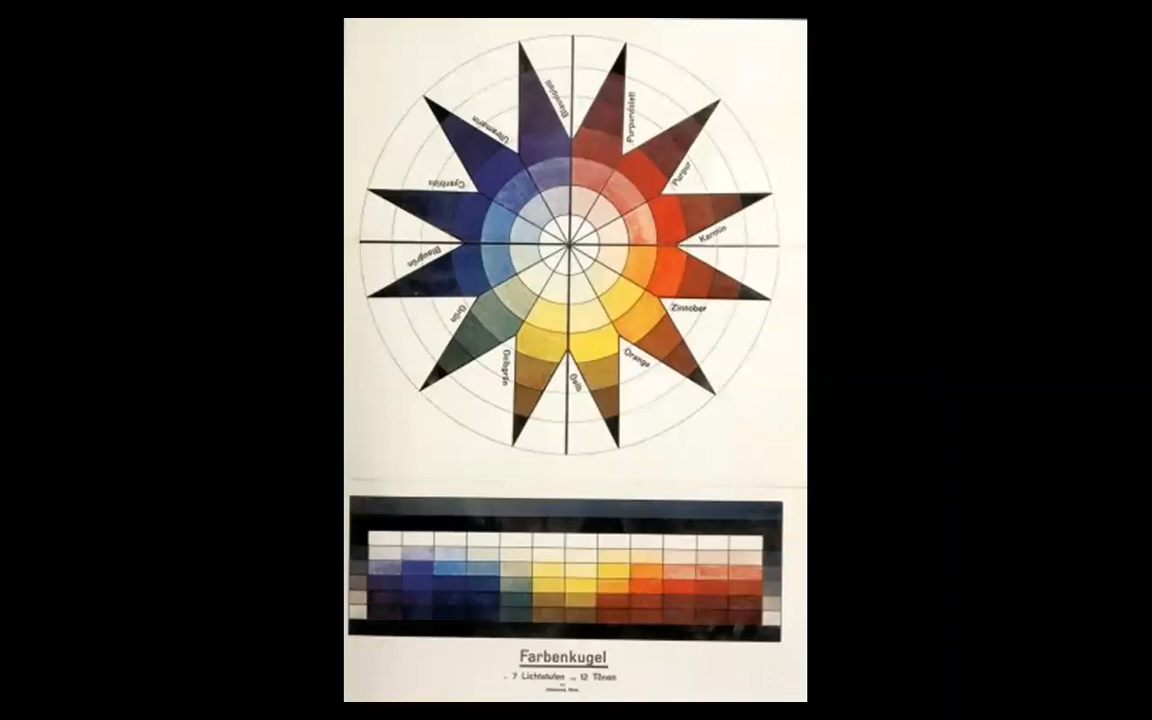 Blauviolett
Purpurviolett
Ultramarin
Purpur
Cyanblau
Karmin
Blaugrün
Zinnober
Grün
Orange
Gelbgrün
Gelb
Farbenkugel
7 Lichtstufen 12 Tönen